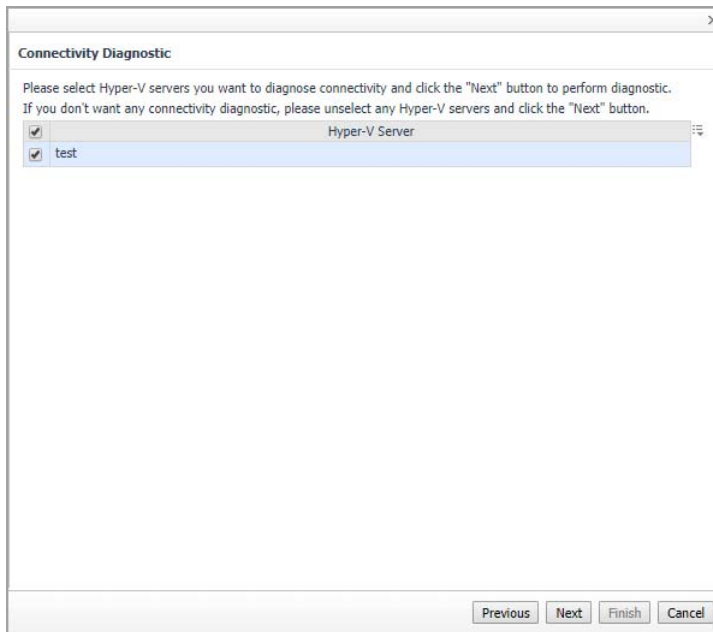 Connectivity Diagnostic
Please select Hyper-V servers you want to diagnose connectivity and click the "Next" button to perform diagnostic.
If you don't want any connectivity diagnostic, please unselect any Hyper-V servers and click the "Next" button.
Hyper-V Server
test
Previous Next Finish Cancel